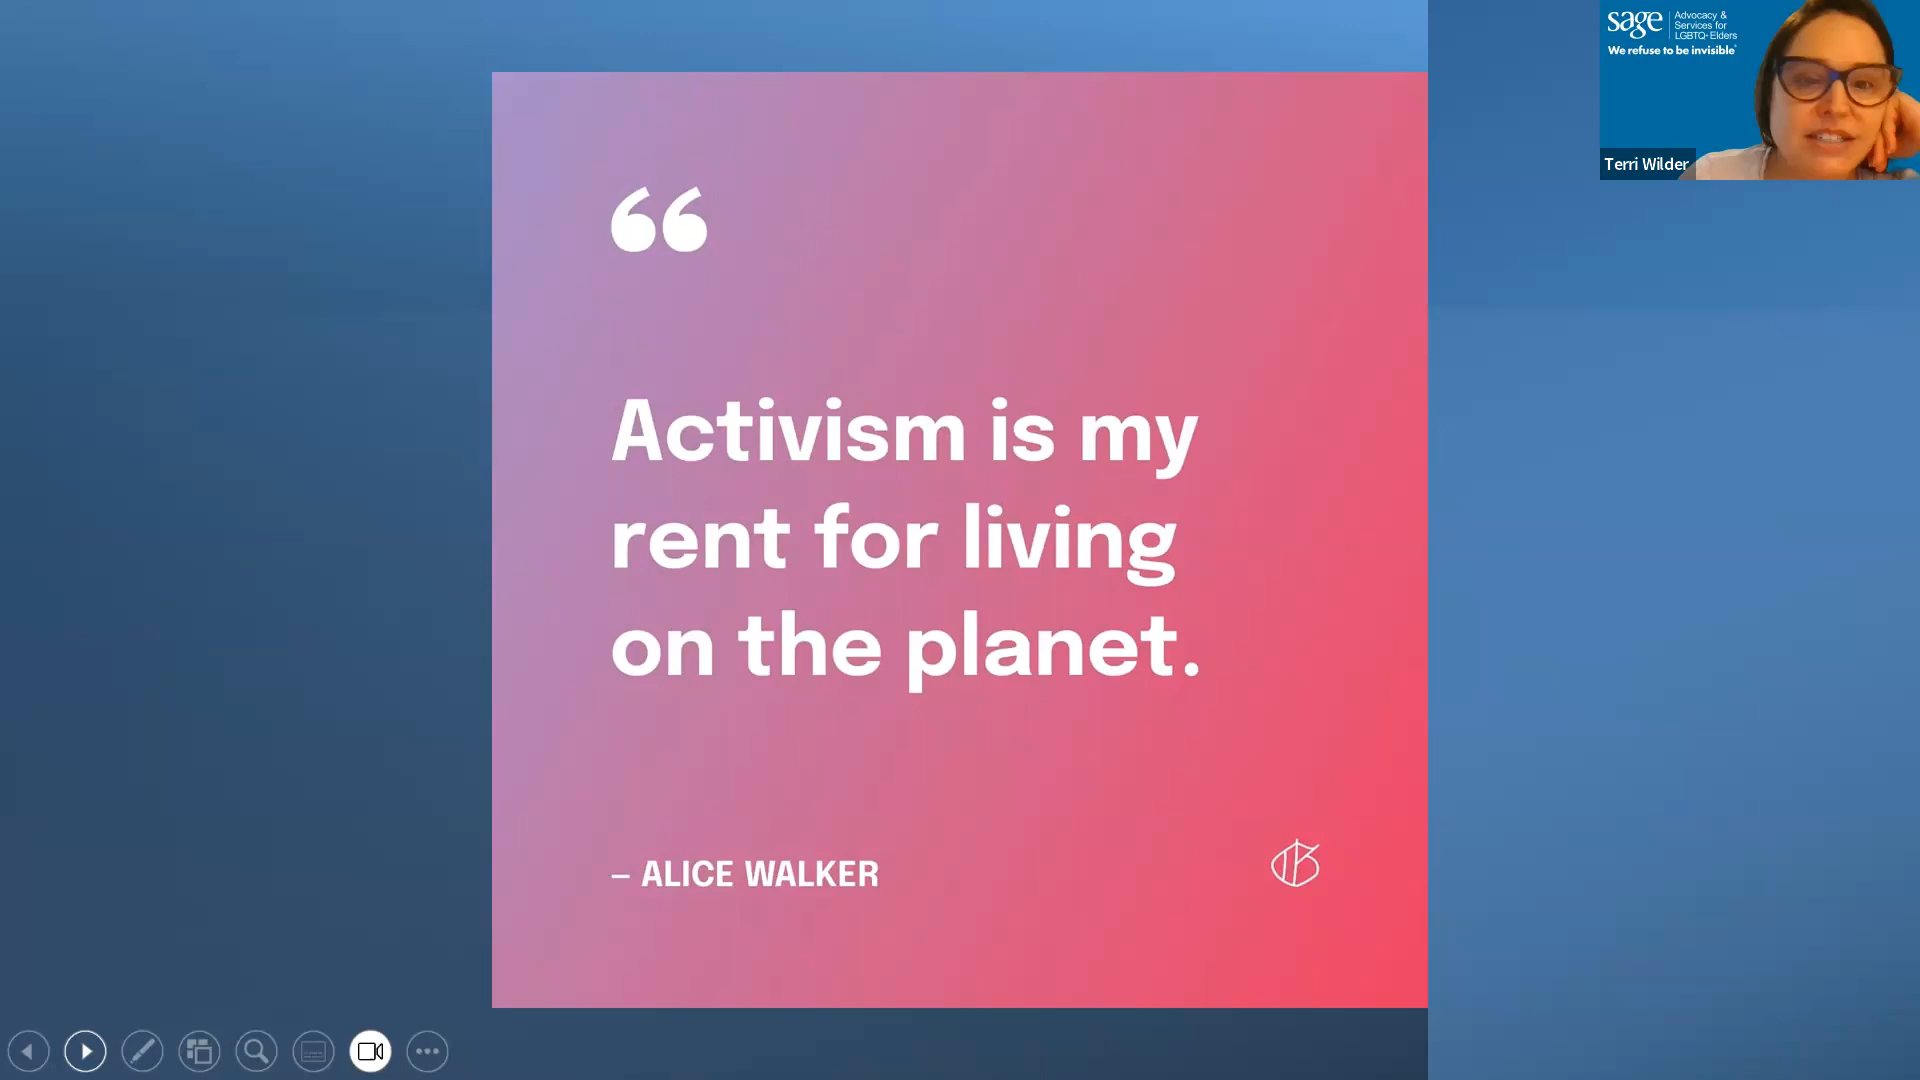 sage
Advocacy &
Services for
LGBTQ+ Elders
We refuse to be invisible
Terri Wilder
“
Activism is my
rent for living
on the planet.
– ALICE WALKER